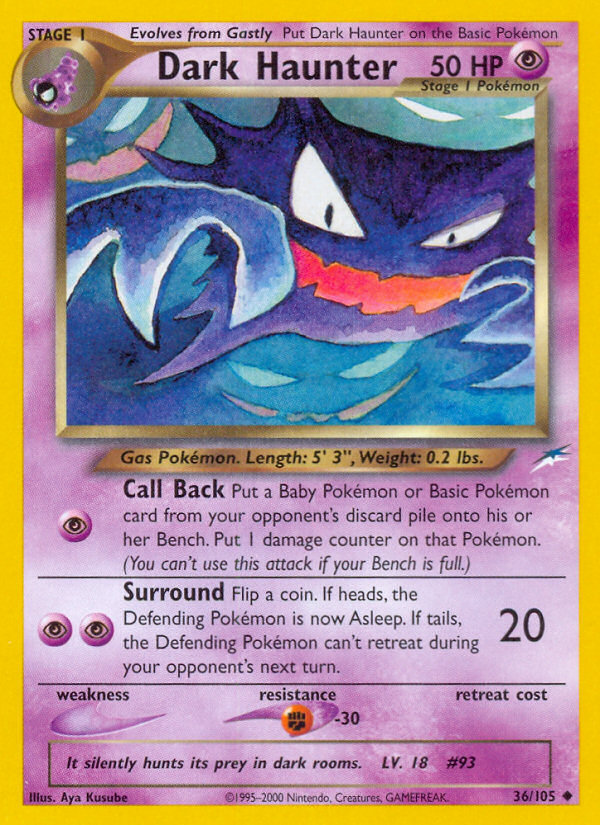 STAGE 1 Evolves from Gastly Put Dark Haunter on the Basic Pokémon
Dark Haunter 50 HP
Stage 1 Pokémon
Gas Pokémon. Length: 5' 3", Weight: 0.2 lbs.
Call Back Put a Baby Pokémon or Basic Pokémon
card from your opponent's discard pile onto his or
her Bench. Put 1 damage counter on that Pokémon.
(You can't use this attack if your Bench is full.)
Surround Flip a coin. If heads, the
Defending Pokémon is now Asleep. If tails,
the Defending Pokémon can't retreat during
your opponent's next turn.
20
weakness resistance retreat cost
-30
It silently hunts its prey in dark rooms. LV. 18 #93
Illus. Aya Kusube ©1995-2000 Nintendo, Creatures, GAMEFREAK. 36/105